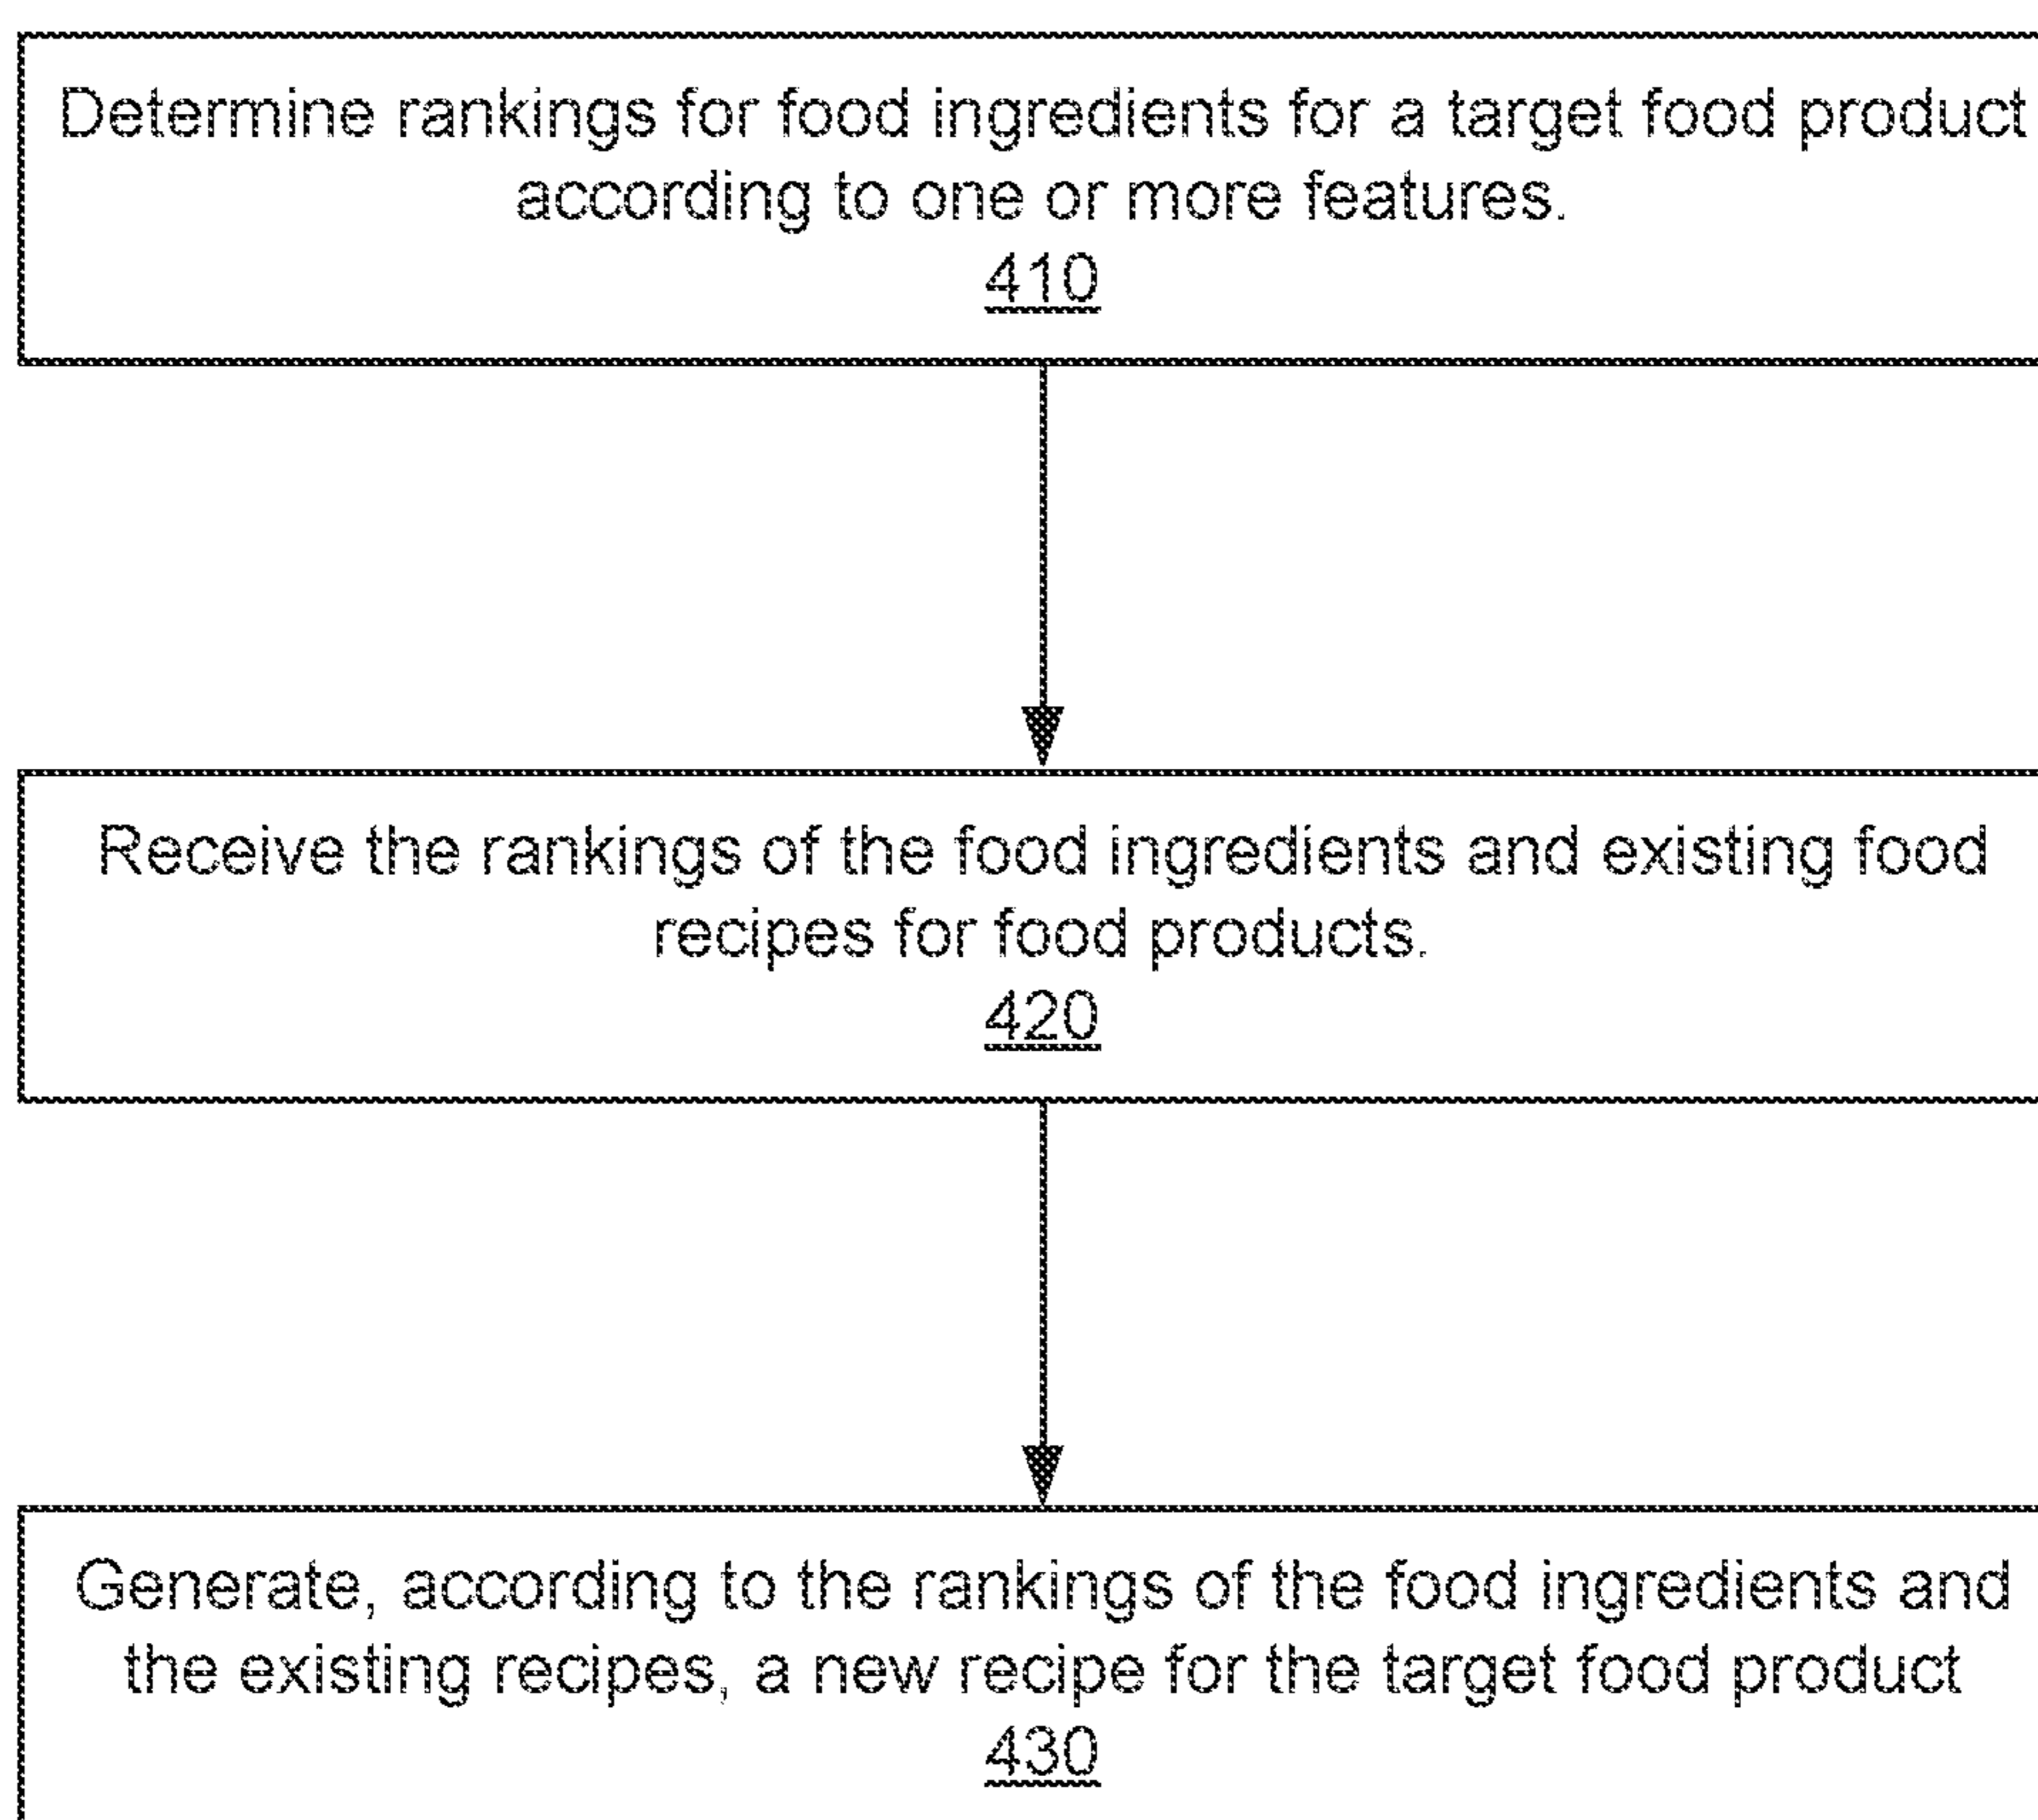 Determine rankings for food ingredients for a target food product
according to one or more features.
410
Receive the rankings of the food ingredients and existing food
recipes for food products.
420
Generate, according to the rankings of the food ingredients and
the existing recipes, a new recipe for the target food product
430